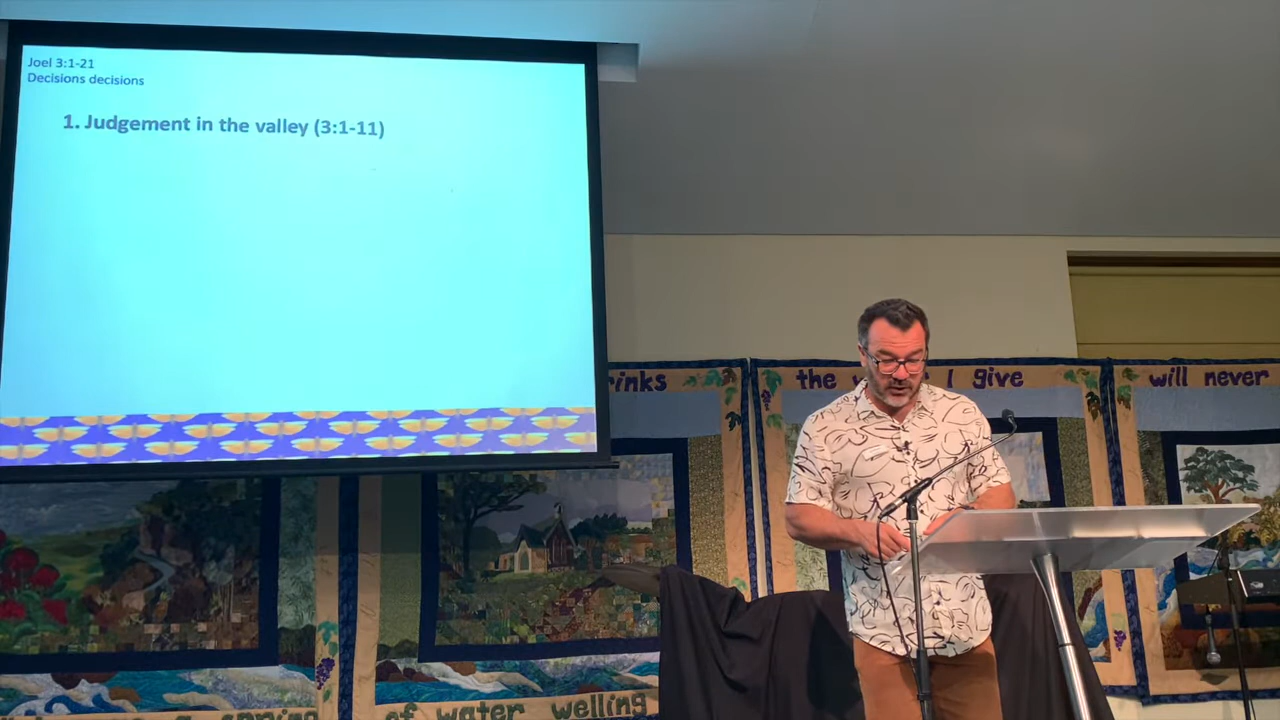 Joel 3:1-21
Decisions decisions
1. Judgement in the valley (3:1-11)
the
I give
will never
of water welling